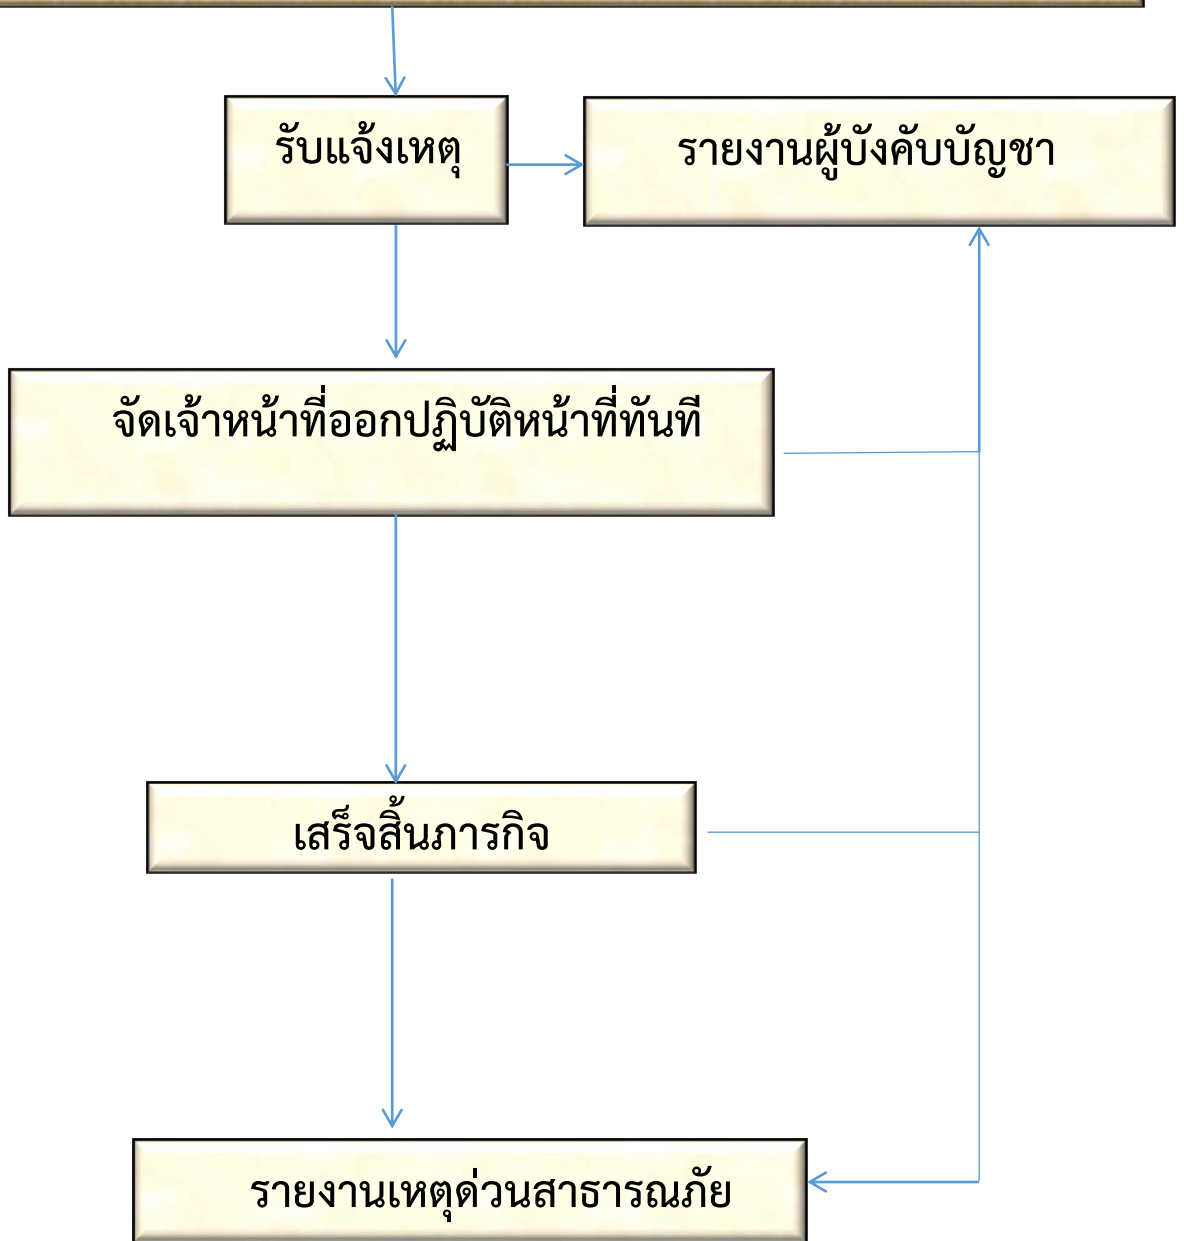 รับแจ้งเหตุ
รายงานผู้บังคับบัญชา
จัดเจ้าหน้าที่ออกปฏิบัติหน้าที่ทันที
เสร็จสิ้นภารกิจ
รายงานเหตุด่วนสาธารณภัย